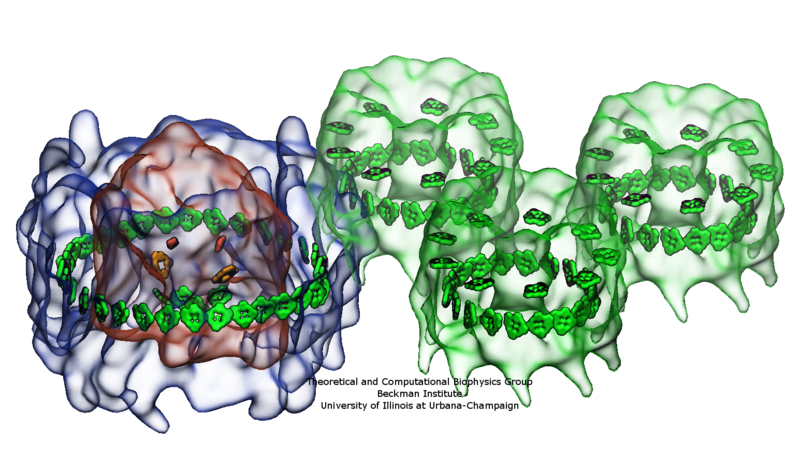 Theoretical and Computational Biophysics Group
Beckman Institute
University of Illinois at Urbana-Champaign